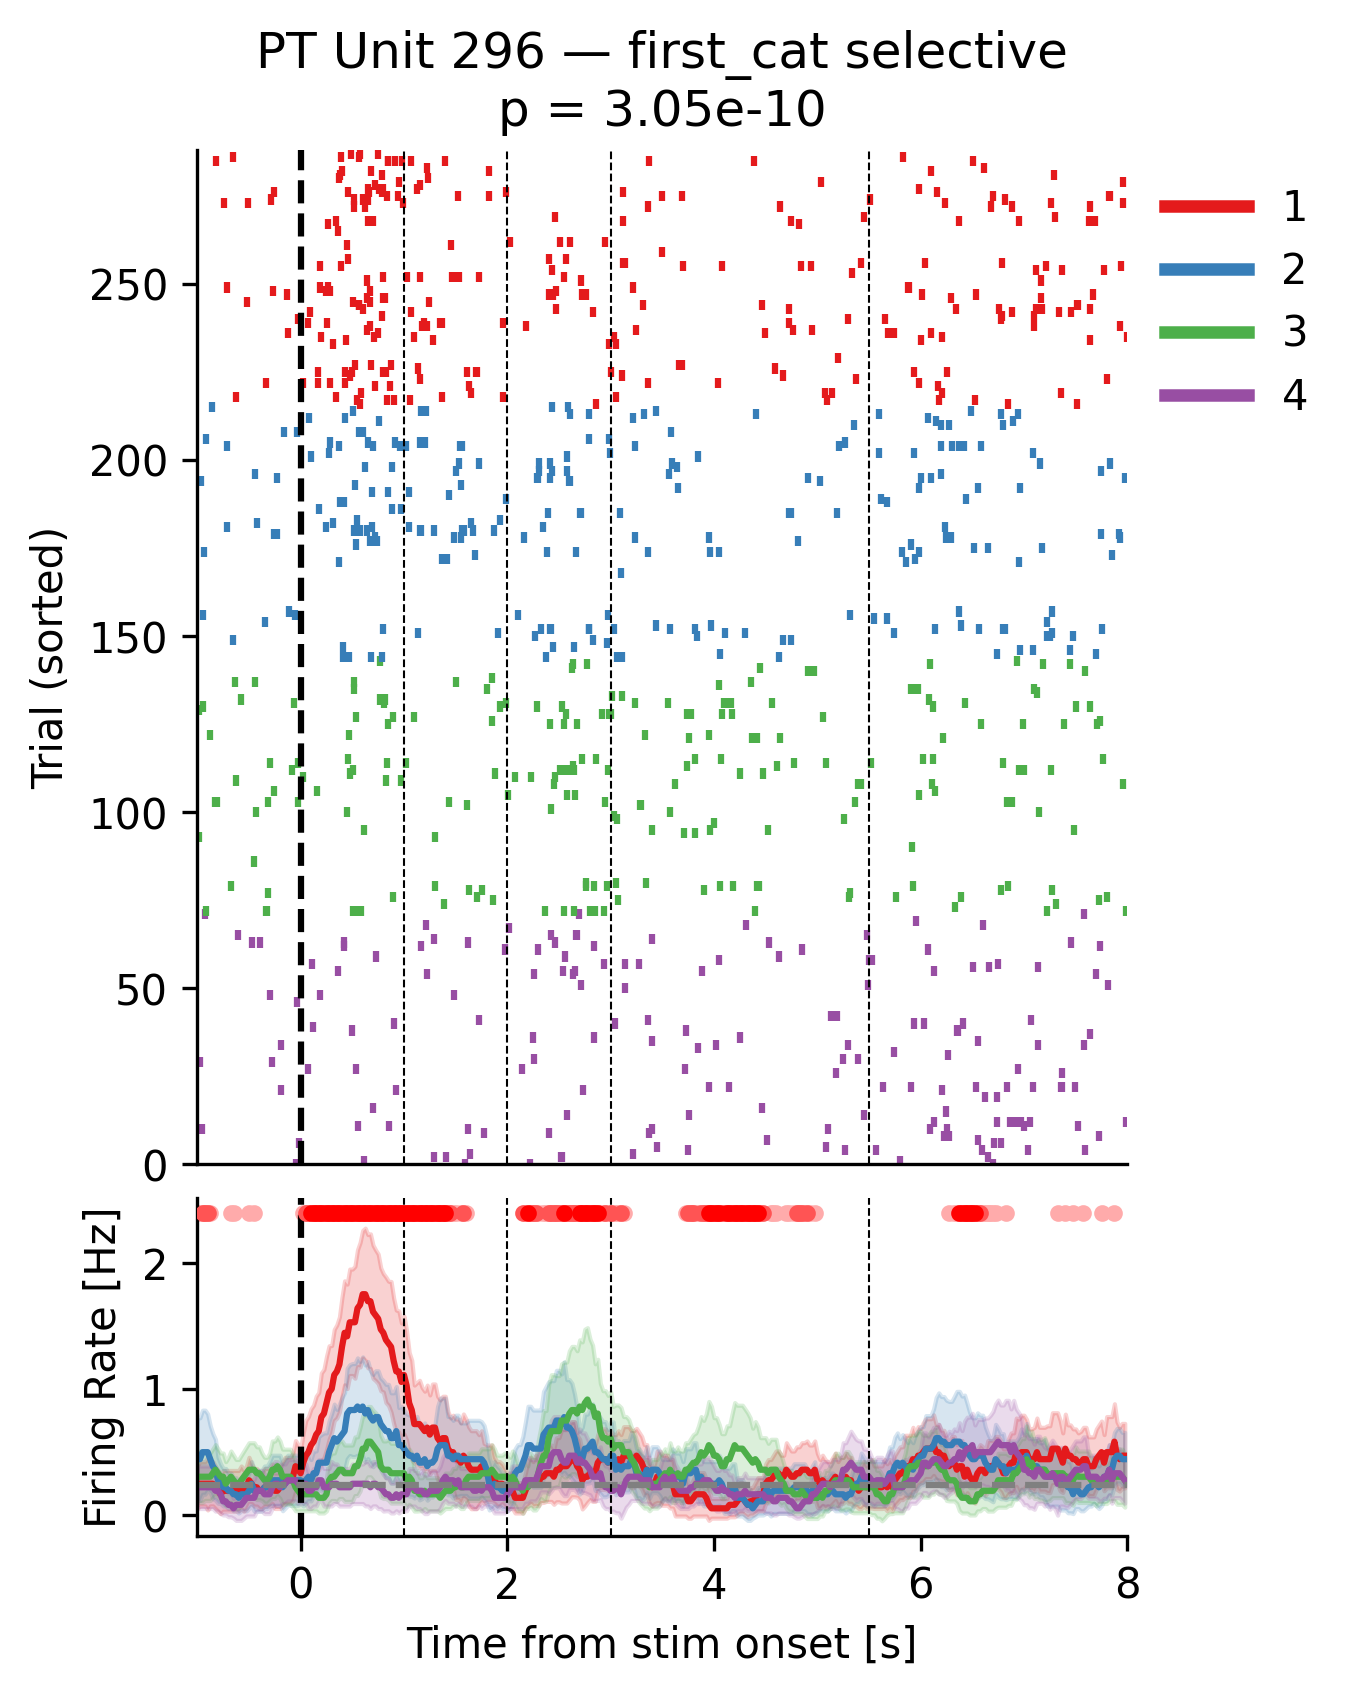 PT Unit 296 — first_cat selective
p = 3.05e-10
1
2
3
4
250
200
150
100
50
0
Trial (sorted)
2
1
0
Firing Rate [Hz]
0 2 4 6 8
Time from stim onset [s]